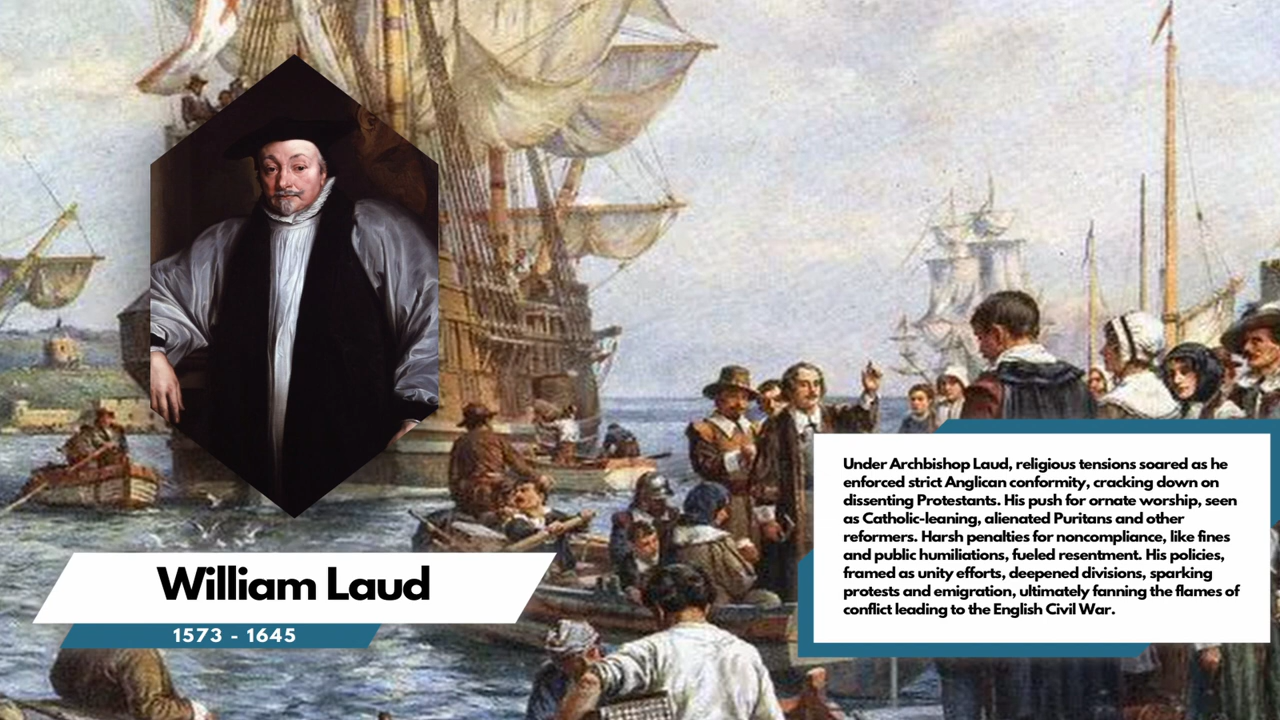 William Laud
1573 - 1645
Under Archbishop Laud, religious tensions soared as he
enforced strict Anglican conformity, cracking down on
dissenting Protestants. His push for ornate worship, seen
as Catholic-leaning, alienated Puritans and other
reformers. Harsh penalties for noncompliance, like fines
and public humiliations, fueled resentment. His policies,
framed as unity efforts, deepened divisions, sparking
protests and emigration, ultimately fanning the flames of
conflict leading to the English Civil War.